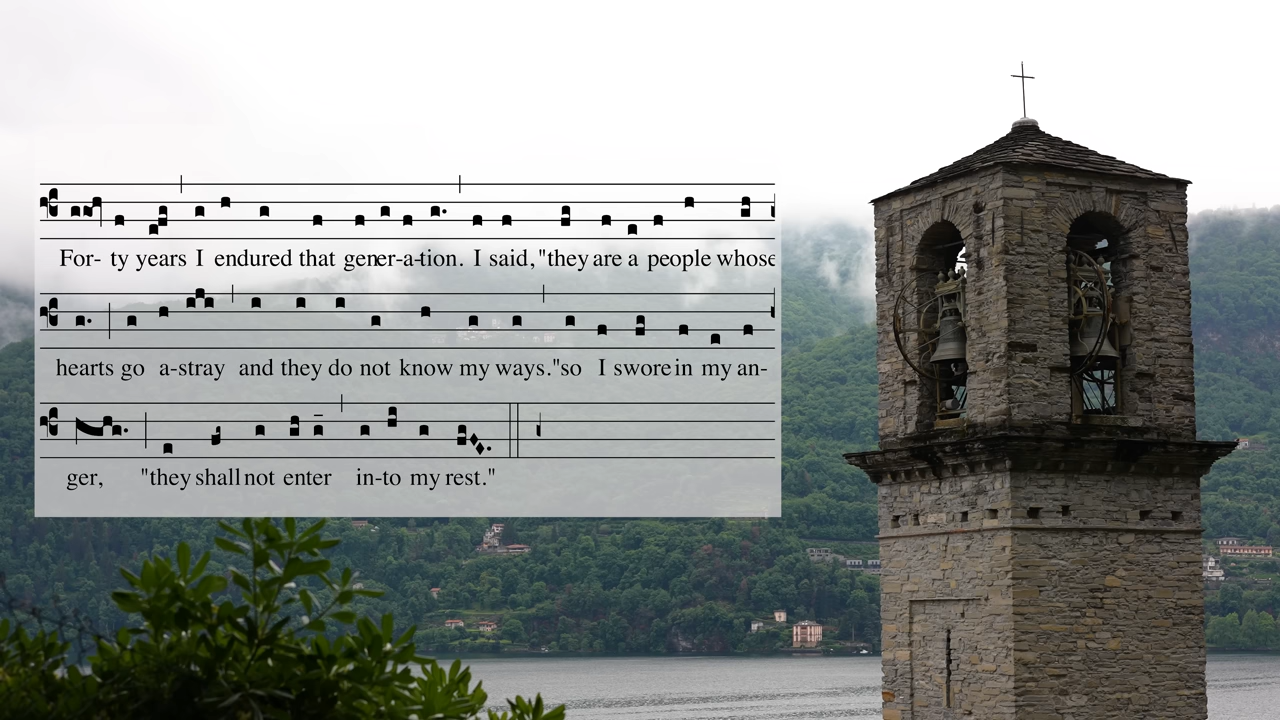 For- ty years I endured that gener-a-tion. I said,"they are a people whose
hearts go a-stray and they do not know my ways."so I swore in my an-
ger, "they shall not enter in-to my rest."